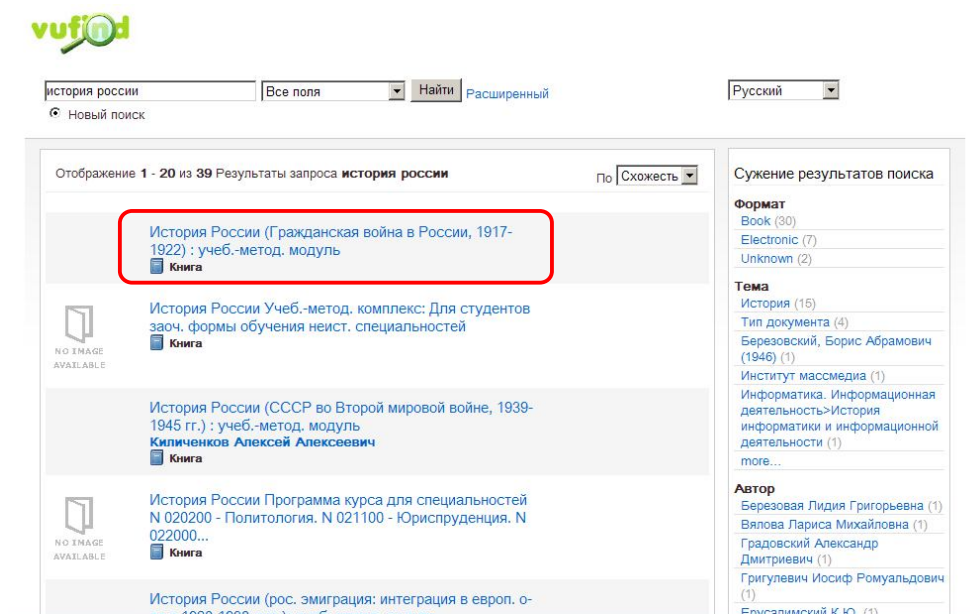 vufind
история россии
Все поля
Найти
Расширенный
Русский
Новый поиск
Отображение 1 - 20 из 39 Результаты запроса история россии
По Схожесть
История России (Гражданская война в России, 1917-
1922) : учеб.-метод. модуль
Книга
NO IMAGE
AVAILABLE
История России Учеб.-метод. комплекс: Для студентов
заоч. формы обучения неист. специальностей
Книга
История России (СССР во Второй мировой войне, 1939-
1945 гг.) : учеб.-метод. модуль
Киличенков Алексей Алексеевич
Книга
NO IMAGE
AVAILABLE
История России Программа курса для специальностей
N 020200 - Политология. N 021100 - Юриспруденция. N
022000...
Книга
История России (рос. эмиграция: интеграция в европ. о-
Сужение результатов поиска
Формат
Book (30)
Electronic (7)
Unknown (2)
Тема
История (15)
Тип документа (4)
Березовский, Борис Абрамович
(1946) (1)
Институт массмедиа (1)
Информатика. Информационная
деятельность>История
информатики и информационной
деятельности (1)
more...
Автор
Березовая Лидия Григорьевна (1)
Вялова Лариса Михайловна (1)
Градовский Александр
Дмитриевич (1)
Григулевич Иосиф Ромуальдович
(1)
Ерусалимский К.Ю. (1)